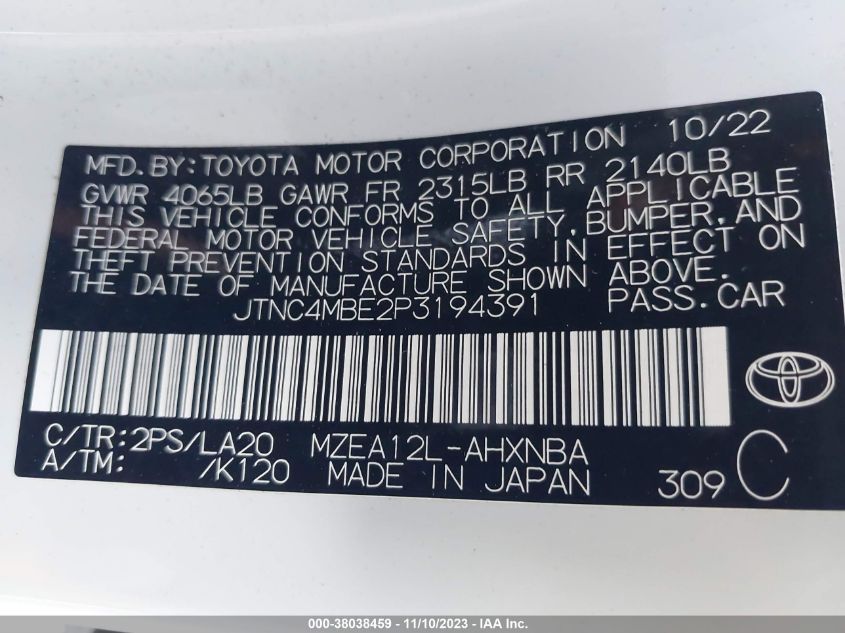 MFD. BY: TOYOTA MOTOR CORPORATION 10/22
GVWR 4065LB GAWR FR 2315LB RR 2140LB
THIS VEHICLE CONFORMS TO ALL APPLICABLE
FEDERAL MOTOR VEHICLE SAFETY, BUMPER, AND
THEFT PREVENTION STANDARDS IN EFFECT ON
THE DATE OF MANUFACTURE SHOWN ABOVE.
JTNC4MBE2P3194391 PASS. CAR
C/TR: 2PS/LA20 MZEA12L-AHXNBA
A/TM: /K120 MADE IN JAPAN 309 C
000-38038459 - 11/10/2023 - IAA Inc.